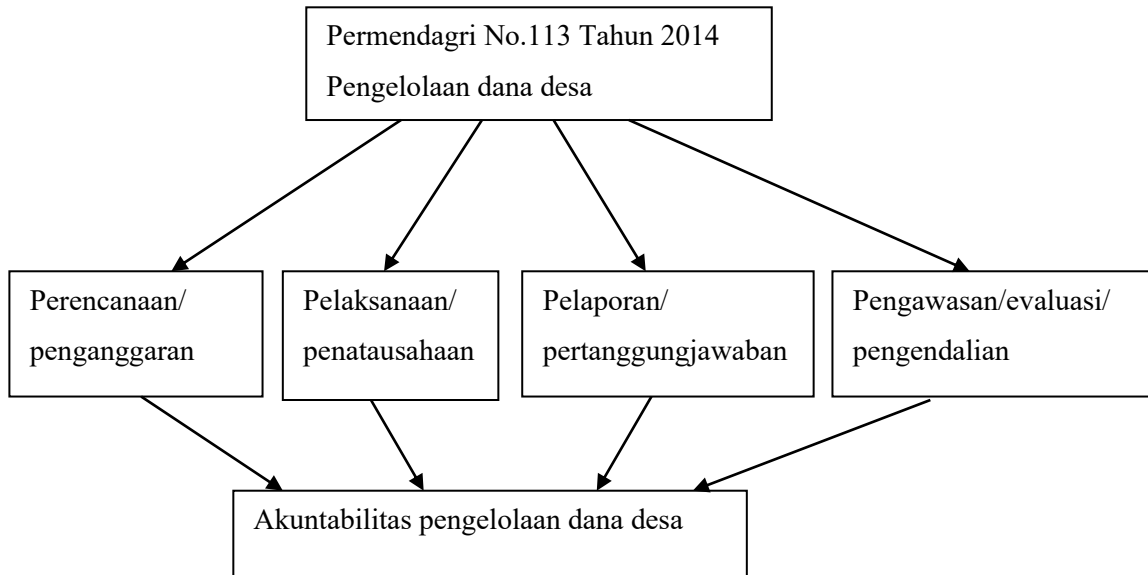 Permendagri No.113 Tahun 2014
Pengelolaan dana desa
Perencanaan/
penganggaran
Pelaksanaan/
penatausahaan
Pelaporan/
pertanggungjawaban
Pengawasan/evaluasi/
pengendalian
Akuntabilitas pengelolaan dana desa